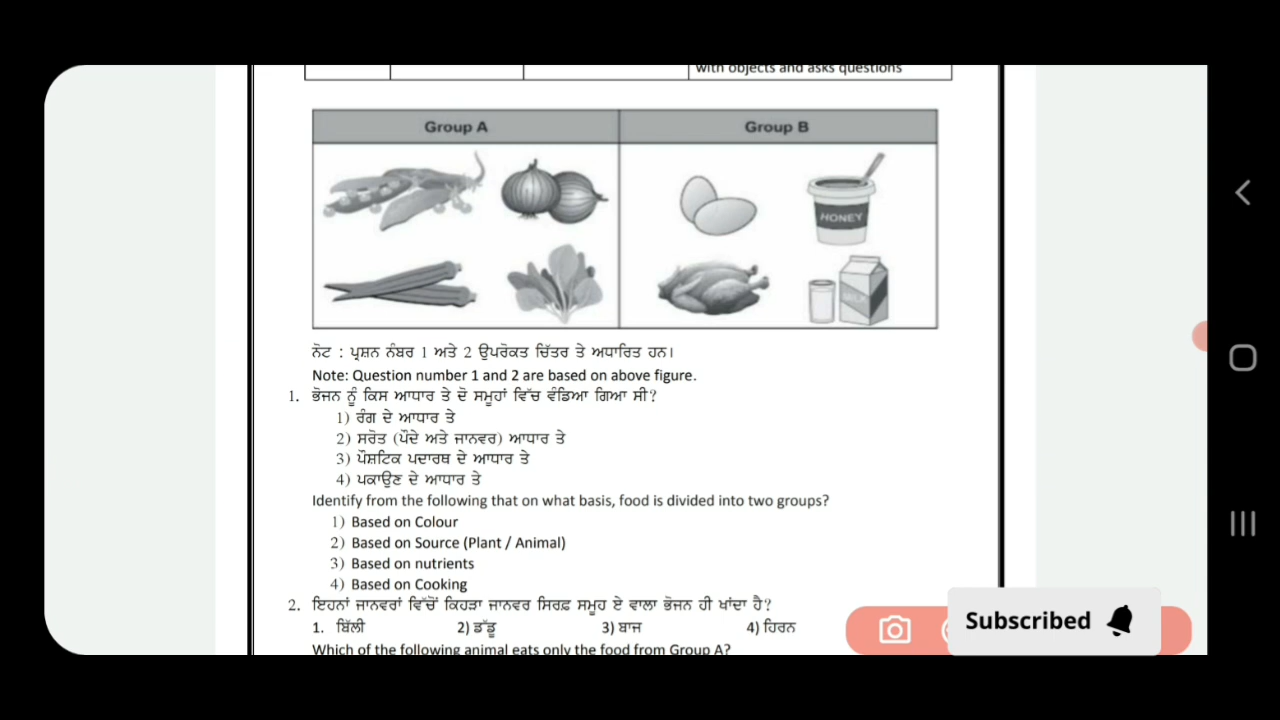 with objects and asks questions
Group A Group B
HONEY
MILK
ਨੋਟ : ਪ੍ਰਸ਼ਨ ਨੰਬਰ 1 ਅਤੇ 2 ਉਪਰੋਕਤ ਚਿੱਤਰ ਤੇ ਅਧਾਰਿਤ ਹਨ।
Note: Question number 1 and 2 are based on above figure.
1. ਭੋਜਨ ਨੂੰ ਕਿਸ ਆਧਾਰ ਤੇ ਦੋ ਸਮੂਹਾਂ ਵਿੱਚ ਵੰਡਿਆ ਗਿਆ ਸੀ?
1) ਰੰਗ ਦੇ ਆਧਾਰ ਤੇ
2) ਸਰੋਤ (ਪੌਦੇ ਅਤੇ ਜਾਨਵਰ) ਆਧਾਰ ਤੇ
3) ਪੌਸ਼ਟਿਕ ਪਦਾਰਥ ਦੇ ਆਧਾਰ ਤੇ
4) ਪਕਾਉਣ ਦੇ ਆਧਾਰ ਤੇ
Identify from the following that on what basis, food is divided into two groups?
1) Based on Colour
2) Based on Source (Plant / Animal)
3) Based on nutrients
4) Based on Cooking
2. ਇਹਨਾਂ ਜਾਨਵਰਾਂ ਵਿੱਚੋਂ ਕਿਹੜਾ ਜਾਨਵਰ ਸਿਰਫ਼ ਸਮੂਹ ਏ ਵਾਲਾ ਭੋਜਨ ਹੀ ਖਾਂਦਾ ਹੈ?
1. ਬਿੱਲੀ 2) ਡੱਡੂ 3) ਬਾਜ 4) ਹਿਰਨ
Subscribed
Which of the following animal eats only the food from Group A?